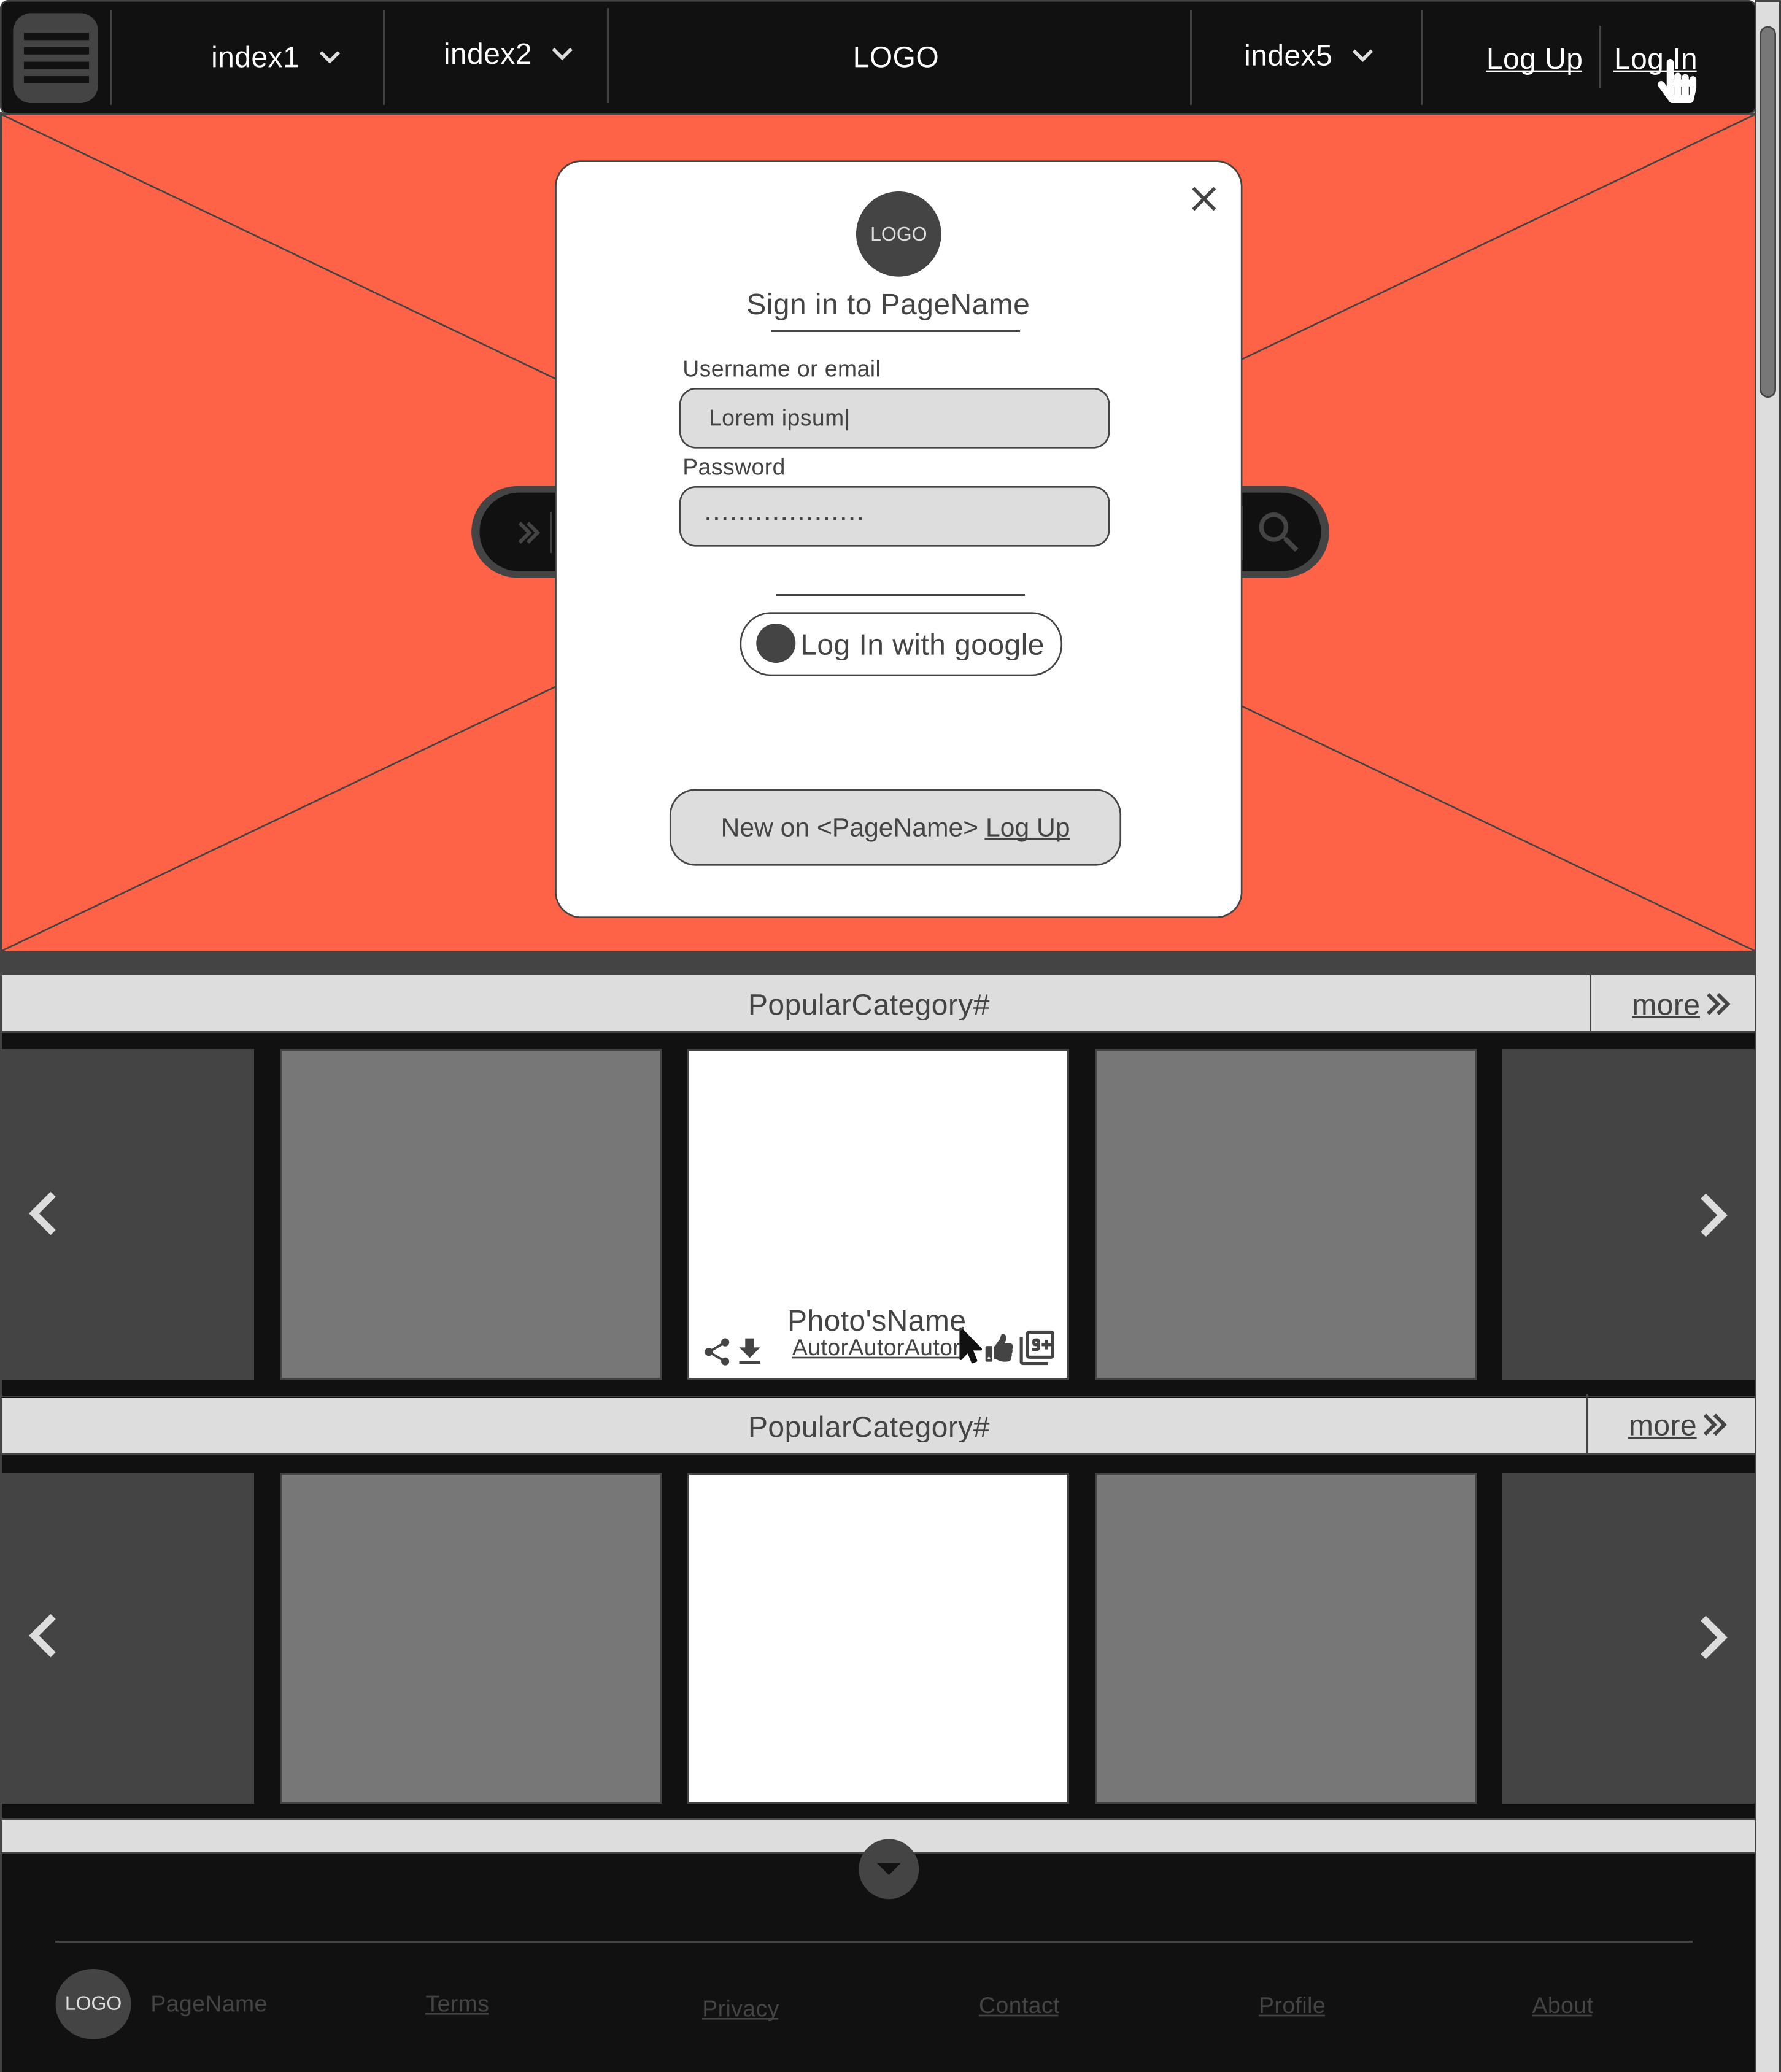 index1
index2
LOGO
index5
Log Up
Log In
LOGO
Sign in to PageName
Username or email
Lorem ipsum|
Password
...................
Log In with google
New on <PageName> Log Up
PopularCategory#
more
Photo'sName
AutorAutorAutor
9+
PopularCategory#
more
LOGO
PageName
Terms
Privacy
Contact
Profile
About